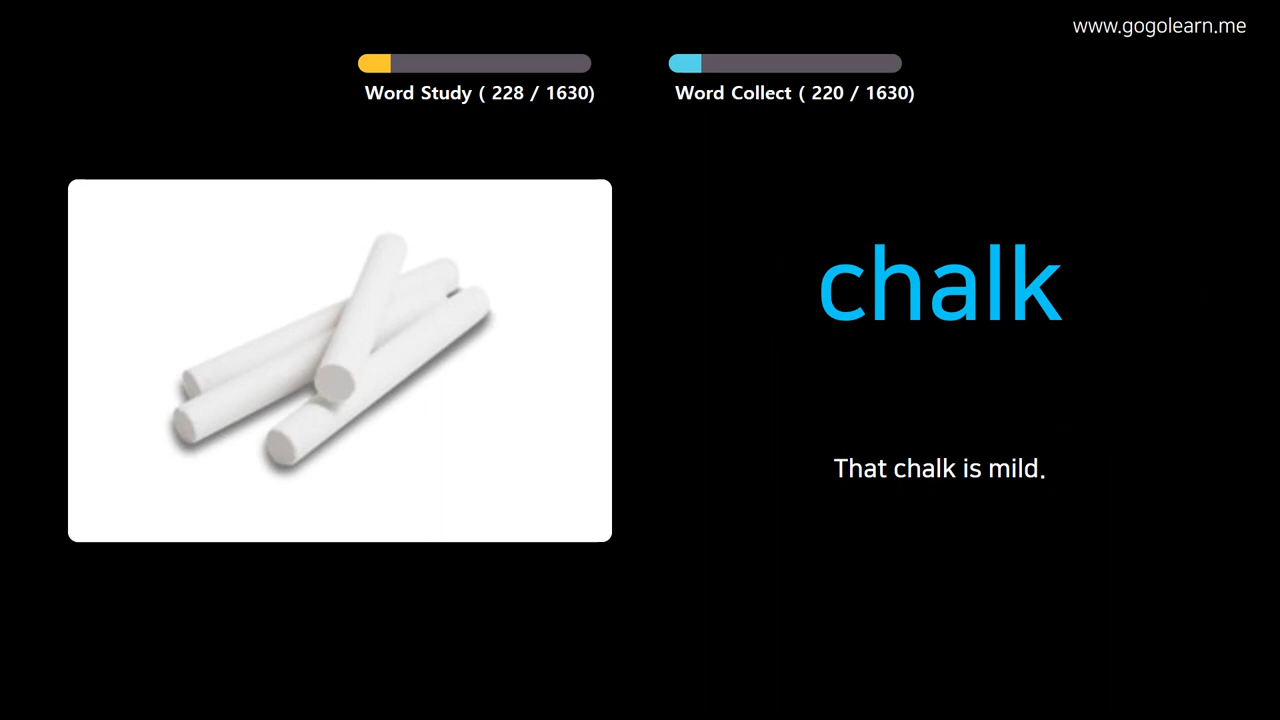 www.gogolearn.me
Word Study ( 228 / 1630)
Word Collect ( 220 / 1630)
chalk
That chalk is mild.